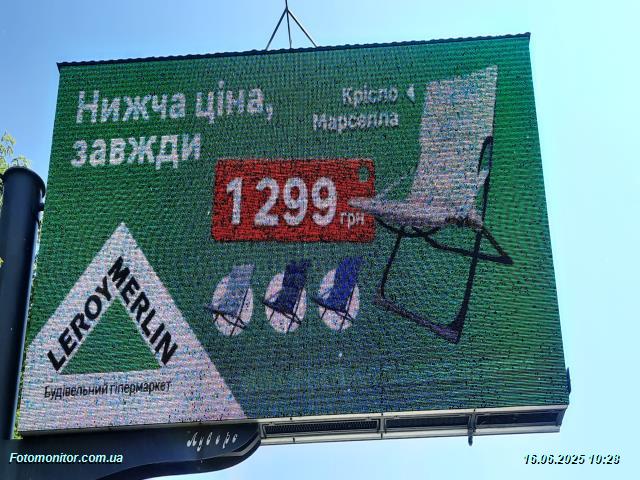 Нижча ціна,
завжди
Крісло
Марселла
1299 грн
LEROY MERLIN
Будівельний гіпермаркет
Fotomonitor.com.ua
16.06.2025 10:28